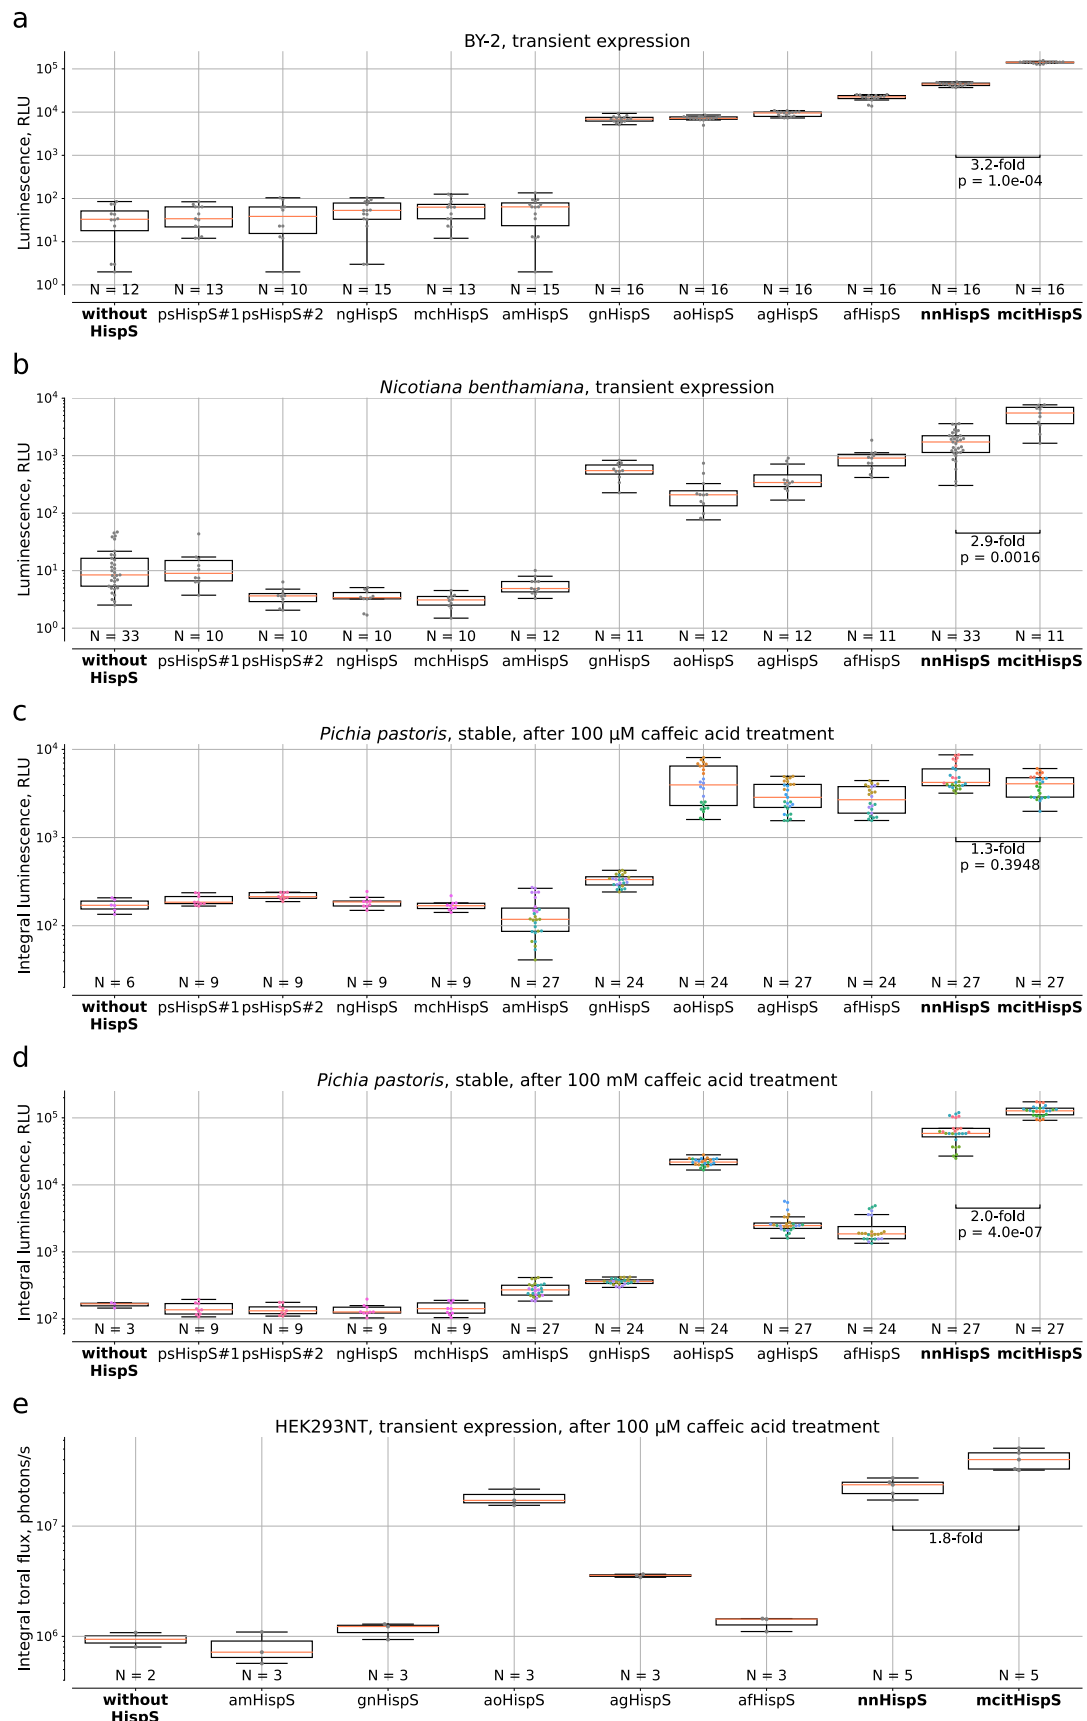 a
BY-2, transient expression
Luminescence, RLU
10⁵
10⁴
10³
10²
10¹
10⁰
3.2-fold
p = 1.0e-04
N = 12 N = 13 N = 10 N = 15 N = 13 N = 15 N = 16 N = 16 N = 16 N = 16 N = 16 N = 16
without HispS psHispS#1 psHispS#2 ngHispS mchHispS amHispS gnHispS aoHispS agHispS afHispS nnHispS mcitHispS
b
Nicotiana benthamiana, transient expression
Luminescence, RLU
10⁴
10³
10²
10¹
10⁰
2.9-fold
p = 0.0016
N = 33 N = 10 N = 10 N = 10 N = 10 N = 12 N = 11 N = 12 N = 12 N = 11 N = 33 N = 11
without HispS psHispS#1 psHispS#2 ngHispS mchHispS amHispS gnHispS aoHispS agHispS afHispS nnHispS mcitHispS
c
Pichia pastoris, stable, after 100 µM caffeic acid treatment
Integral luminescence, RLU
10⁴
10³
10²
1.3-fold
p = 0.3948
N = 6 N = 9 N = 9 N = 9 N = 9 N = 27 N = 24 N = 24 N = 27 N = 24 N = 27 N = 27
without HispS psHispS#1 psHispS#2 ngHispS mchHispS amHispS gnHispS aoHispS agHispS afHispS nnHispS mcitHispS
d
Pichia pastoris, stable, after 100 mM caffeic acid treatment
Integral luminescence, RLU
10⁵
10⁴
10³
10²
2.0-fold
p = 4.0e-07
N = 3 N = 9 N = 9 N = 9 N = 9 N = 27 N = 24 N = 24 N = 27 N = 24 N = 27 N = 27
without HispS psHispS#1 psHispS#2 ngHispS mchHispS amHispS gnHispS aoHispS agHispS afHispS nnHispS mcitHispS
e
HEK293NT, transient expression, after 100 µM caffeic acid treatment
Integral toral flux, photons/s
10⁷
10⁶
1.8-fold
N = 2 N = 3 N = 3 N = 3 N = 3 N = 3 N = 5 N = 5
without HispS amHispS gnHispS aoHispS agHispS afHispS nnHispS mcitHispS